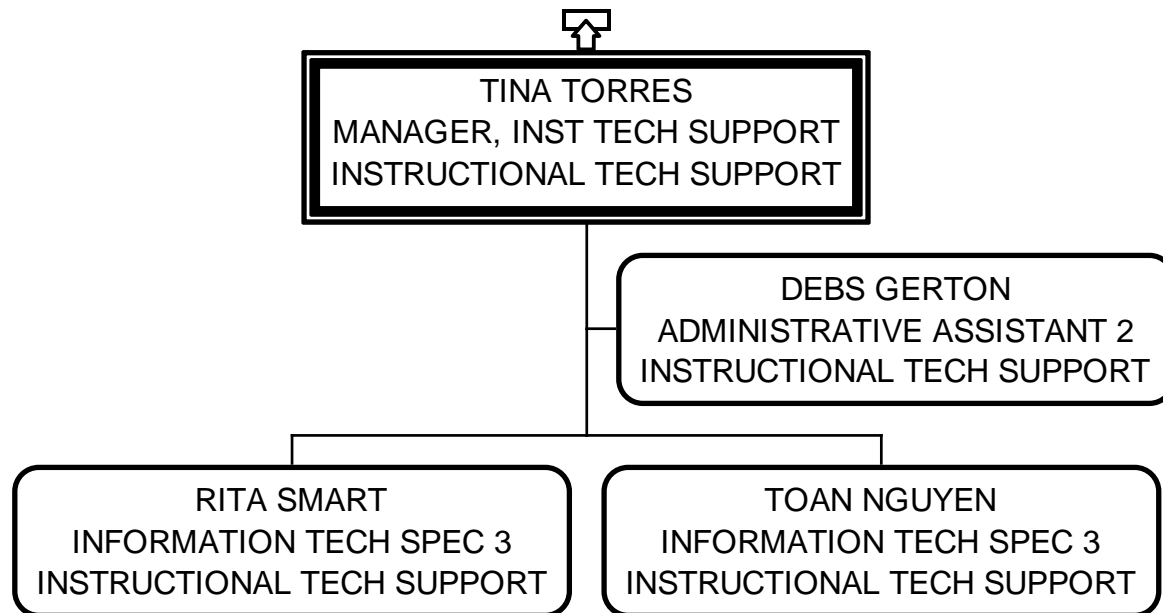 TINA TORRES
MANAGER, INST TECH SUPPORT
INSTRUCTIONAL TECH SUPPORT
DEBS GERTON
ADMINISTRATIVE ASSISTANT 2
INSTRUCTIONAL TECH SUPPORT
RITA SMART
INFORMATION TECH SPEC 3
INSTRUCTIONAL TECH SUPPORT
TOAN NGUYEN
INFORMATION TECH SPEC 3
INSTRUCTIONAL TECH SUPPORT